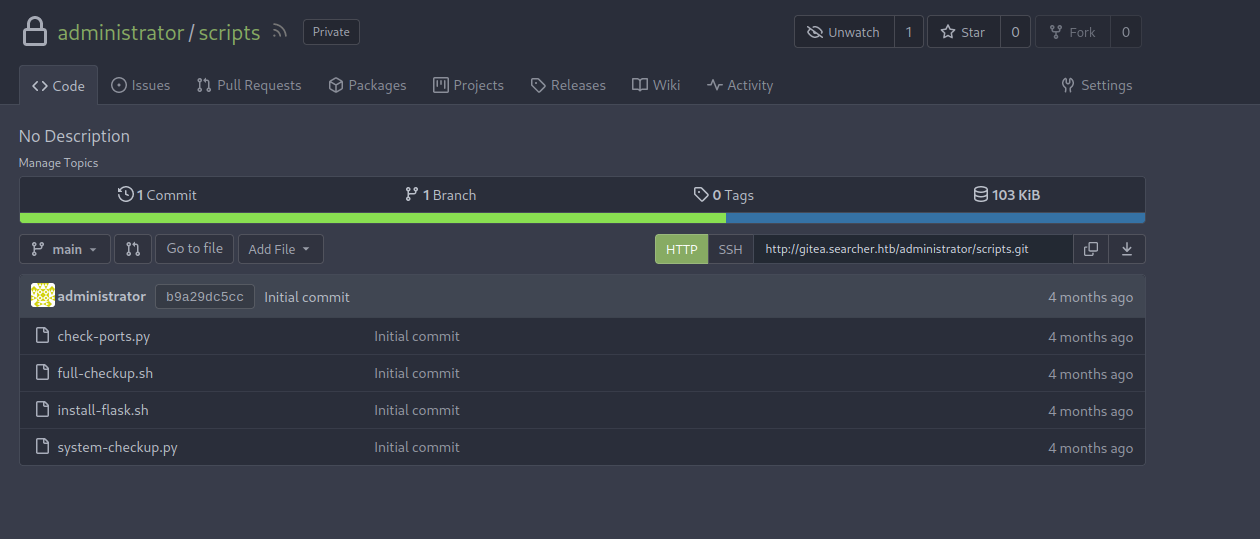 administrator / scripts Private Unwatch 1 Star 0 Fork 0
Code Issues Pull Requests Packages Projects Releases Wiki Activity Settings
No Description
Manage Topics
1 Commit 1 Branch 0 Tags 103 KiB
main Go to file Add File HTTP SSH http://gitea.searcher.htb/administrator/scripts.git
administrator b9a29dc5cc Initial commit 4 months ago
check-ports.py Initial commit 4 months ago
full-checkup.sh Initial commit 4 months ago
install-flask.sh Initial commit 4 months ago
system-checkup.py Initial commit 4 months ago